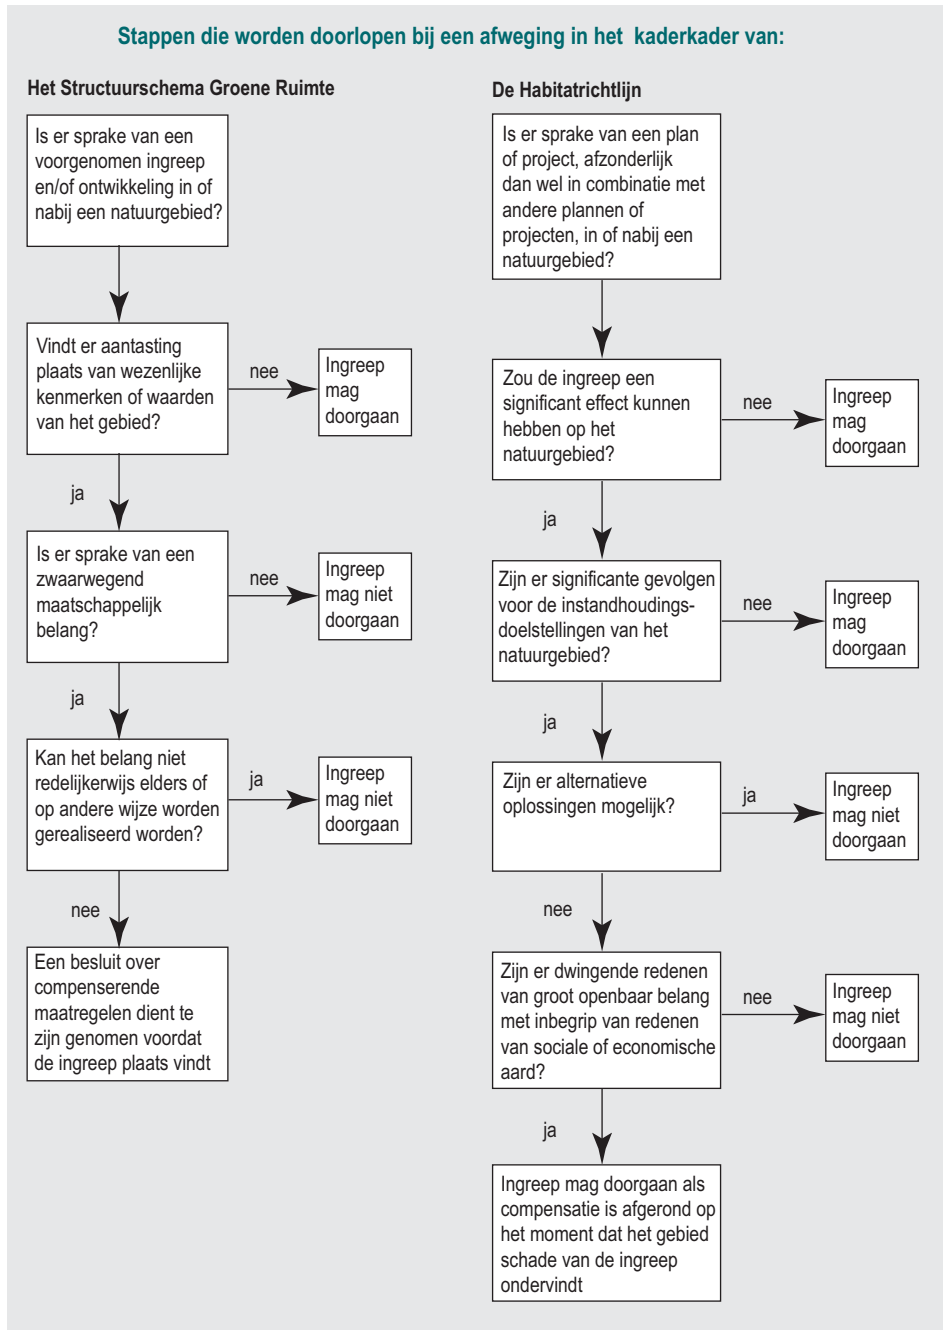 Stappen die worden doorlopen bij een afweging in het kaderkader van:
Het Structuurschema Groene Ruimte
Is er sprake van een
voorgenomen ingreep
en/of ontwikkeling in of
nabij een natuurgebied?
Vindt er aantasting
plaats van wezenlijke
kenmerken of waarden
van het gebied?
nee
Ingreep
mag
doorgaan
ja
Is er sprake van een
zwaarwegend
maatschappelijk
belang?
nee
Ingreep
mag niet
doorgaan
ja
Kan het belang niet
redelijkerwijs elders of
op andere wijze worden
gerealiseerd worden?
ja
Ingreep
mag niet
doorgaan
nee
Een besluit over
compenserende
maatregelen dient te
zijn genomen voordat
de ingreep plaats vindt
De Habitatrichtlijn
Is er sprake van een plan
of project, afzonderlijk
dan wel in combinatie met
andere plannen of
projecten, in of nabij een
natuurgebied?
Zou de ingreep een
significant effect kunnen
hebben op het
natuurgebied?
nee
Ingreep
mag
doorgaan
ja
Zijn er significante gevolgen
voor de instandhoudings-
doelstellingen van het
natuurgebied?
nee
Ingreep
mag
doorgaan
ja
Zijn er alternatieve
oplossingen mogelijk?
ja
Ingreep
mag niet
doorgaan
nee
Zijn er dwingende redenen
van groot openbaar belang
met inbegrip van redenen
van sociale of economische
aard?
nee
Ingreep
mag niet
doorgaan
ja
Ingreep mag doorgaan als
compensatie is afgerond op
het moment dat het gebied
schade van de ingreep
ondervindt